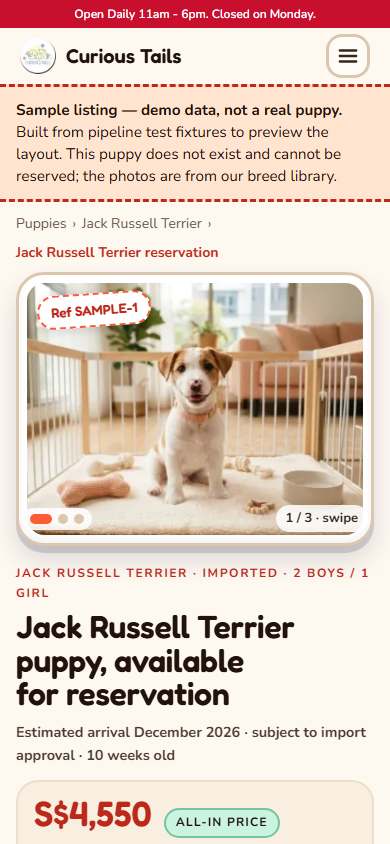 Open Daily 11am - 6pm. Closed on Monday.
Curious Tails
Sample listing — demo data, not a real puppy.
Built from pipeline test fixtures to preview the
layout. This puppy does not exist and cannot be
reserved; the photos are from our breed library.
Puppies › Jack Russell Terrier ›
Jack Russell Terrier reservation
Ref SAMPLE-1
1 / 3 · swipe
JACK RUSSELL TERRIER · IMPORTED · 2 BOYS / 1
GIRL
Jack Russell Terrier
puppy, available
for reservation
Estimated arrival December 2026 · subject to import
approval · 10 weeks old
S$4,550 ALL-IN PRICE